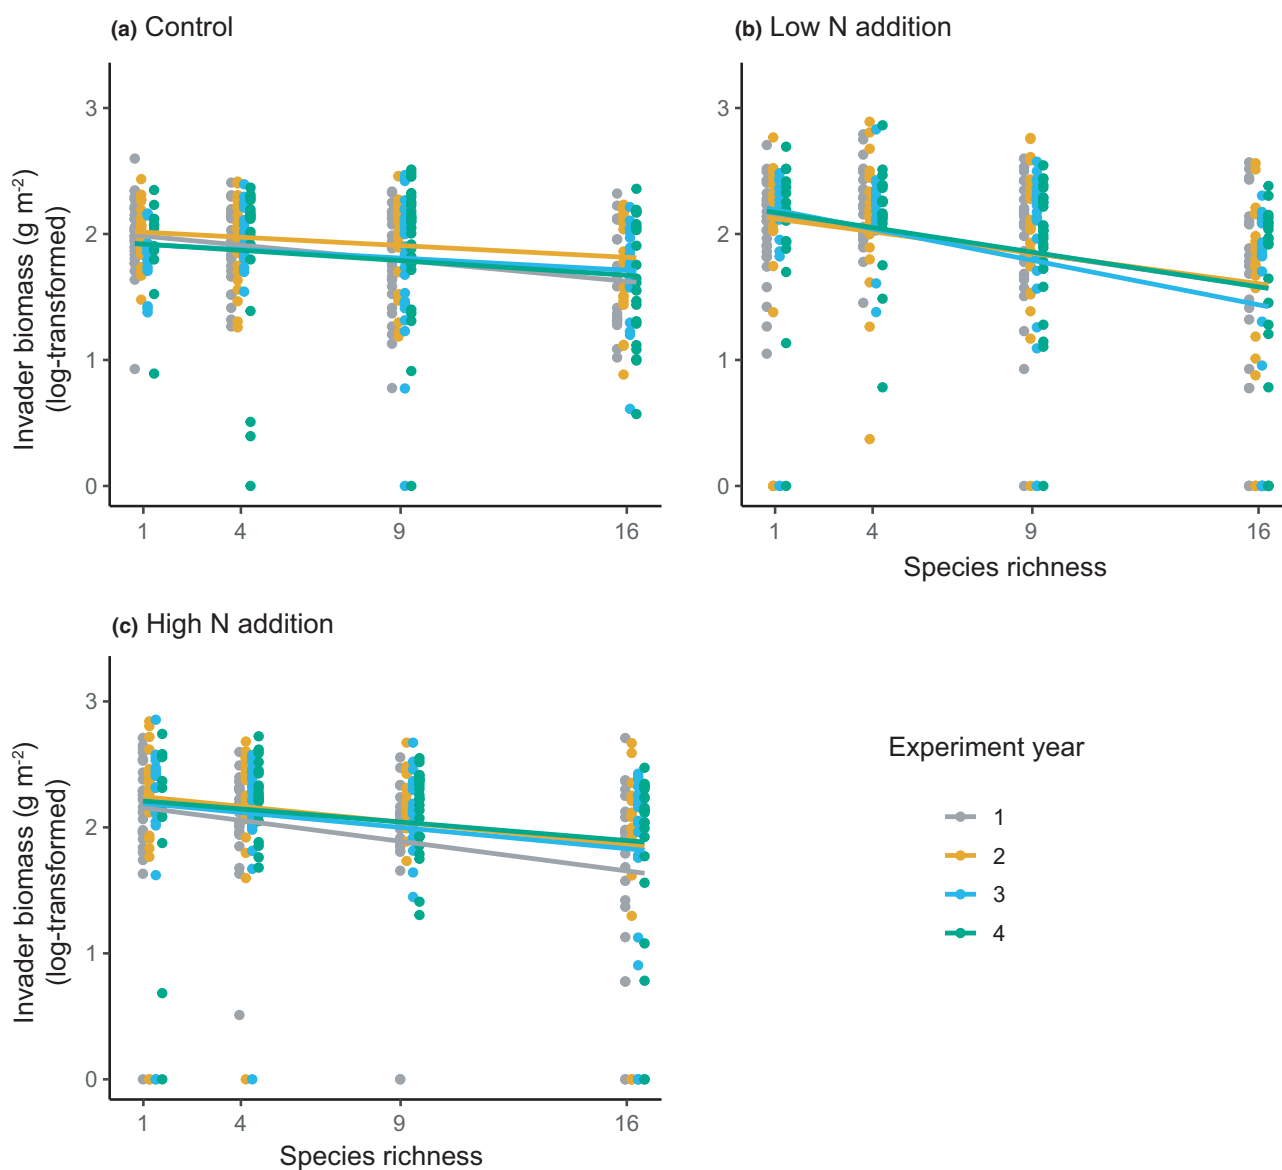 (a) Control
(b) Low N addition
Invader biomass (g m⁻²)
(log-transformed)
3
2
1
0
1 4 9 16
3
2
1
0
1 4 9 16
Species richness
(c) High N addition
Invader biomass (g m⁻²)
(log-transformed)
3
2
1
0
1 4 9 16
Species richness
Experiment year
1
2
3
4